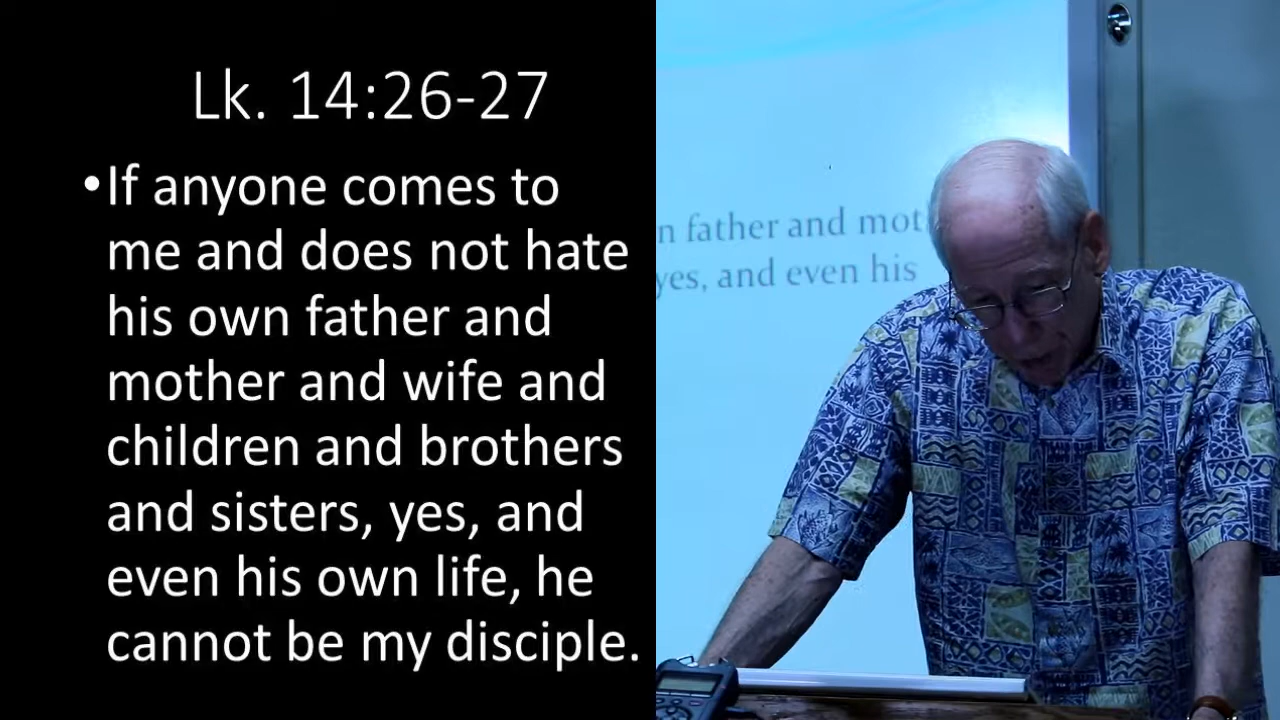 Lk. 14:26-27
•If anyone comes to
me and does not hate
his own father and
mother and wife and
children and brothers
and sisters, yes, and
even his own life, he
cannot be my disciple.
father and
yes, and even his